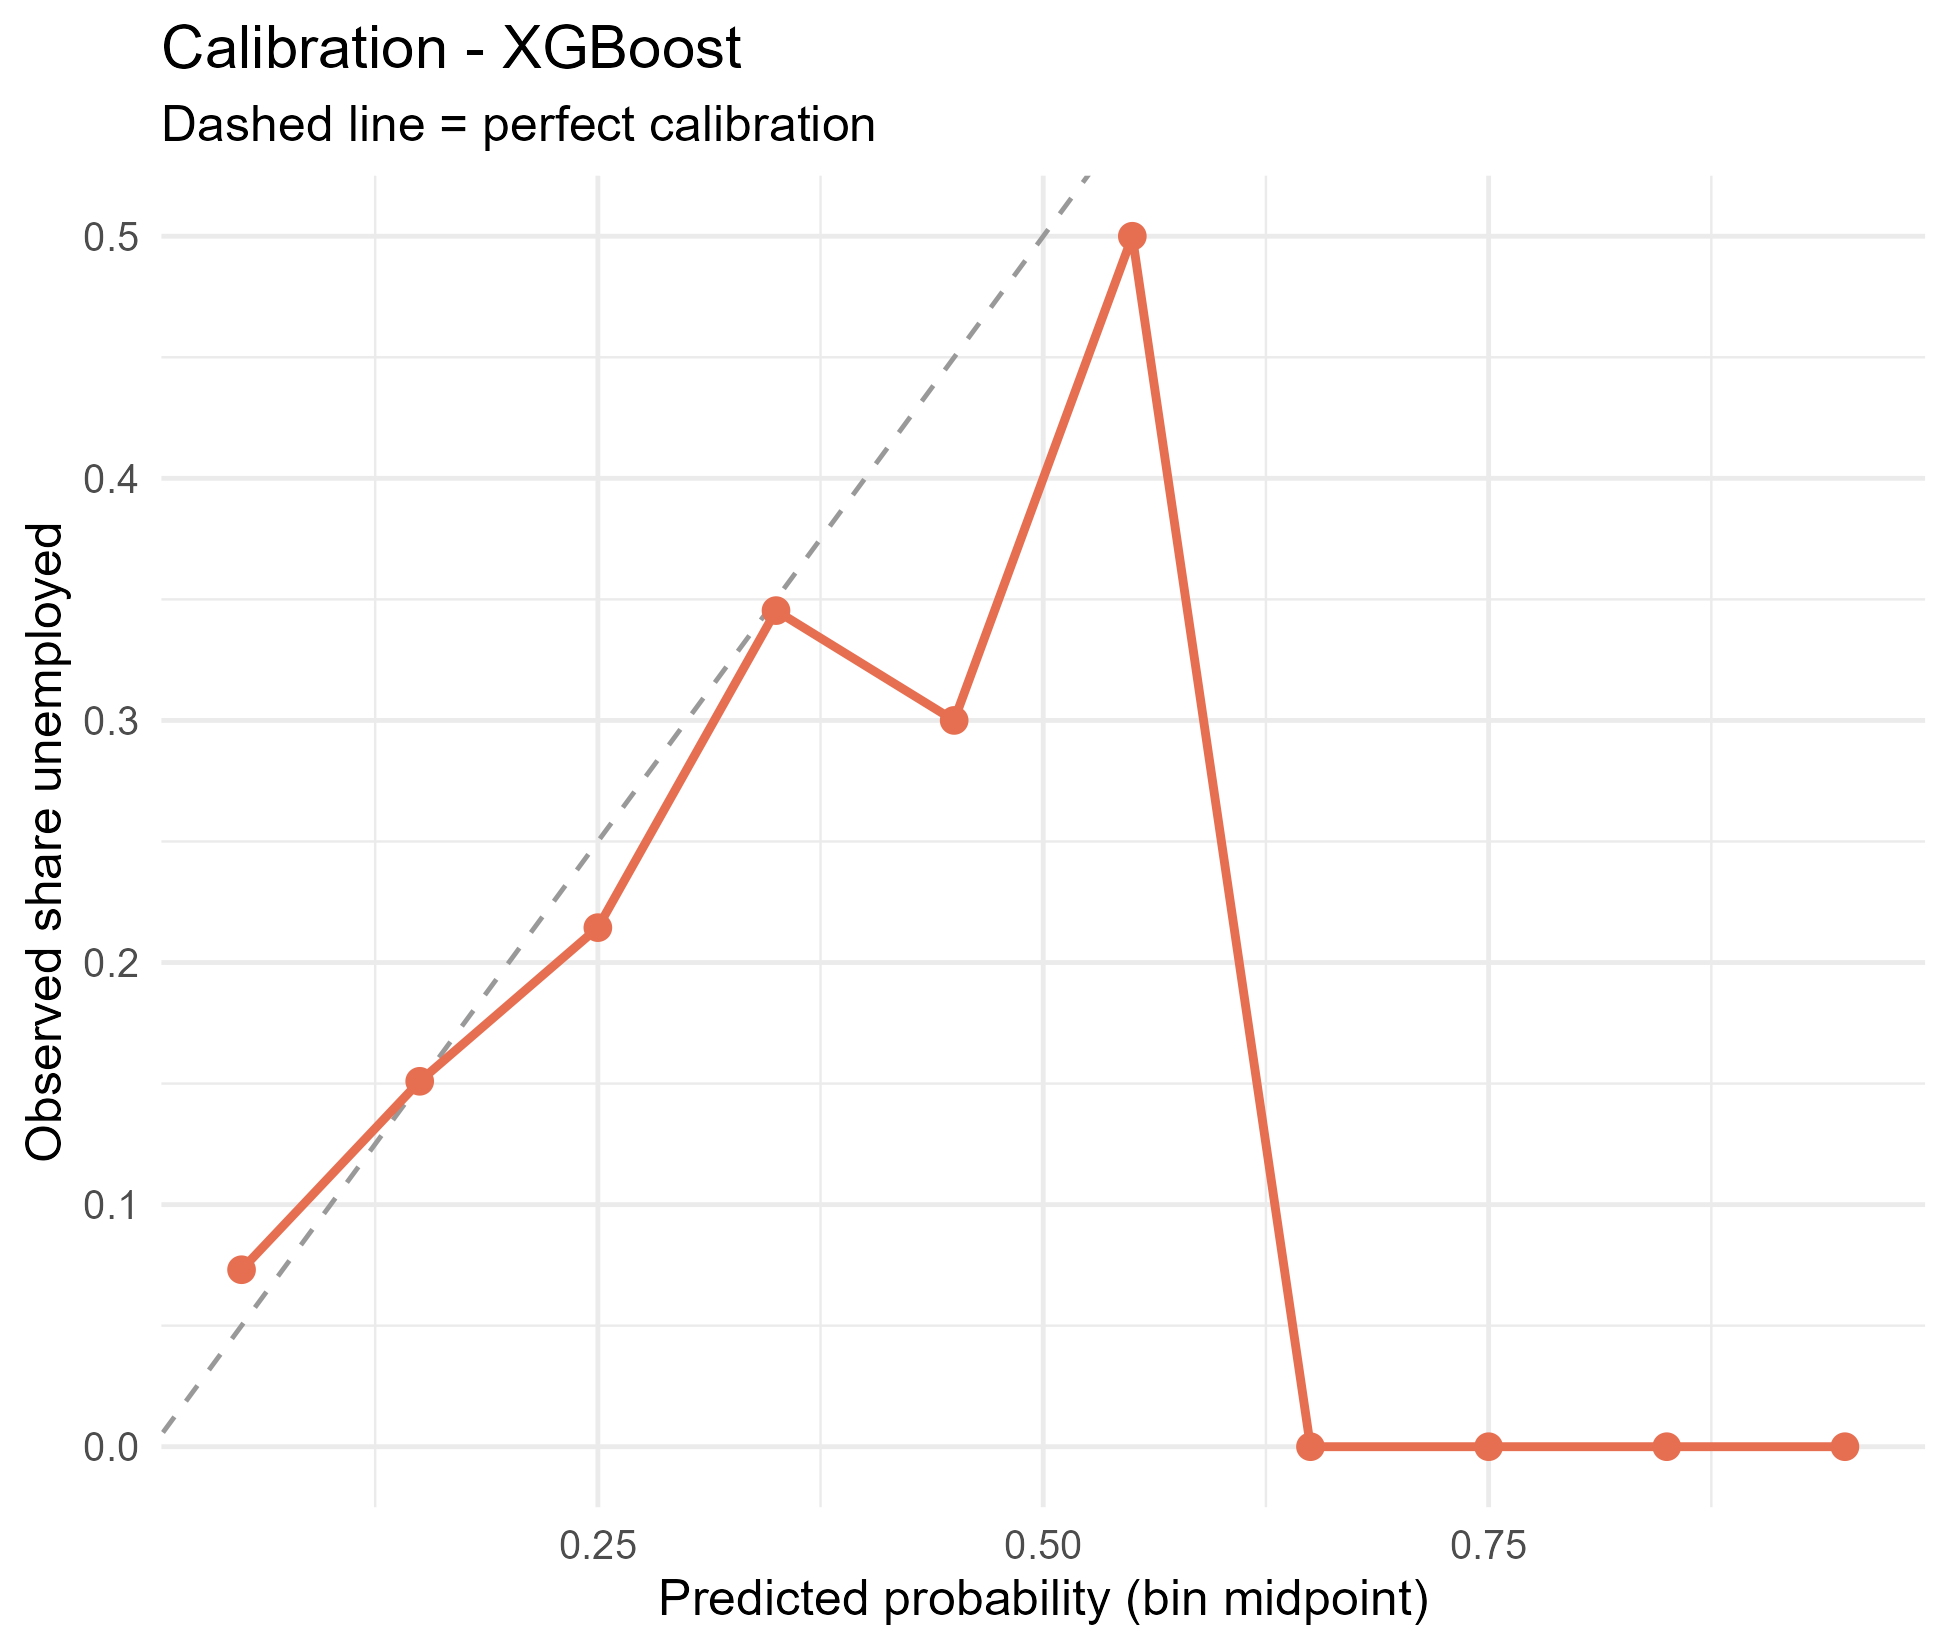 Calibration - XGBoost
Dashed line = perfect calibration
Observed share unemployed
0.5
0.4
0.3
0.2
0.1
0.0
0.25 0.50 0.75
Predicted probability (bin midpoint)